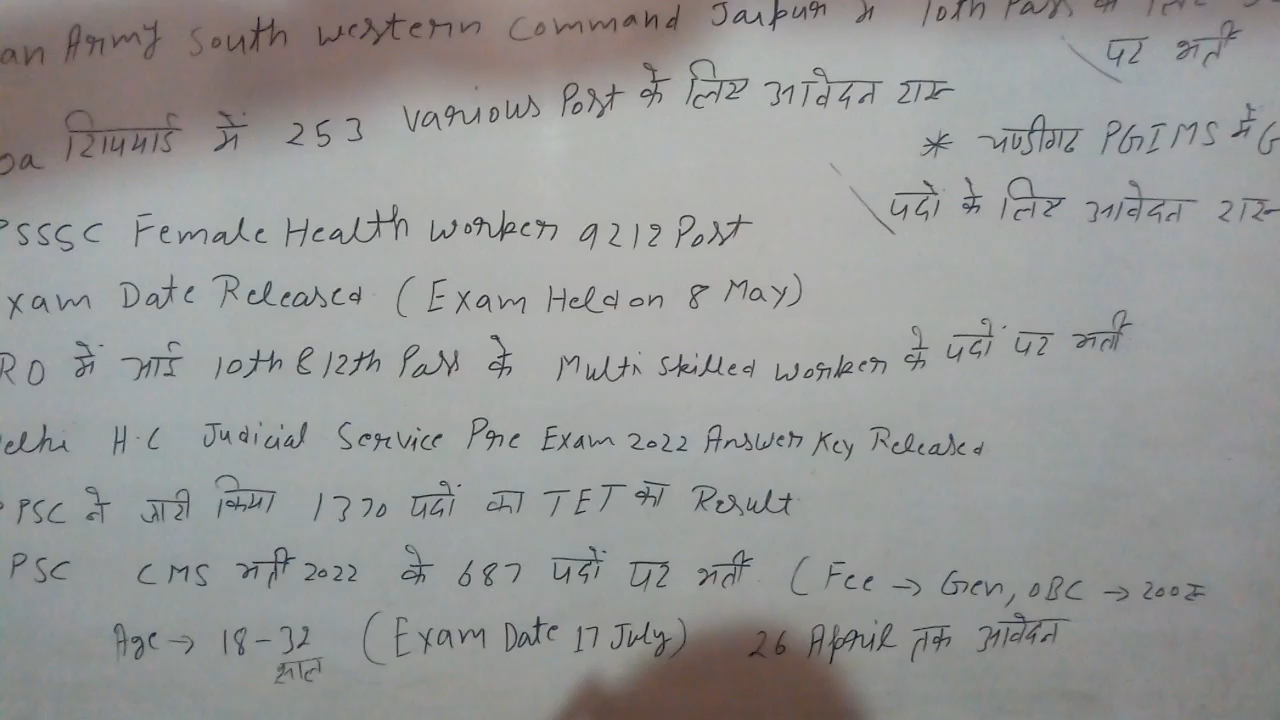 an Army South Western Command Jaipur में 10th Pass के लिए
पर भर्ती
में 253 various Post के लिए आवेदन शुरू
* चण्डीगढ PGIMS में G
पदों के लिए आवेदन शुरू
PSSSC Female Health Worker 9212 Post
xam Date Released (Exam Held on 8 May)
RO में आई 10th & 12th Pass के Multi Skilled Worker के पदों पर भर्ती
elhi H.C Judicial Service Pre Exam 2022 Answer Key Released
PSC ने जारी किया 1370 पदों का TET का Result
PSC CMS भर्ती 2022 के 687 पदों पर भर्ती (Fee → Gen, OBC → 200रु
Age → 18-32 (Exam Date 17 July) 26 April तक आवेदन
साल